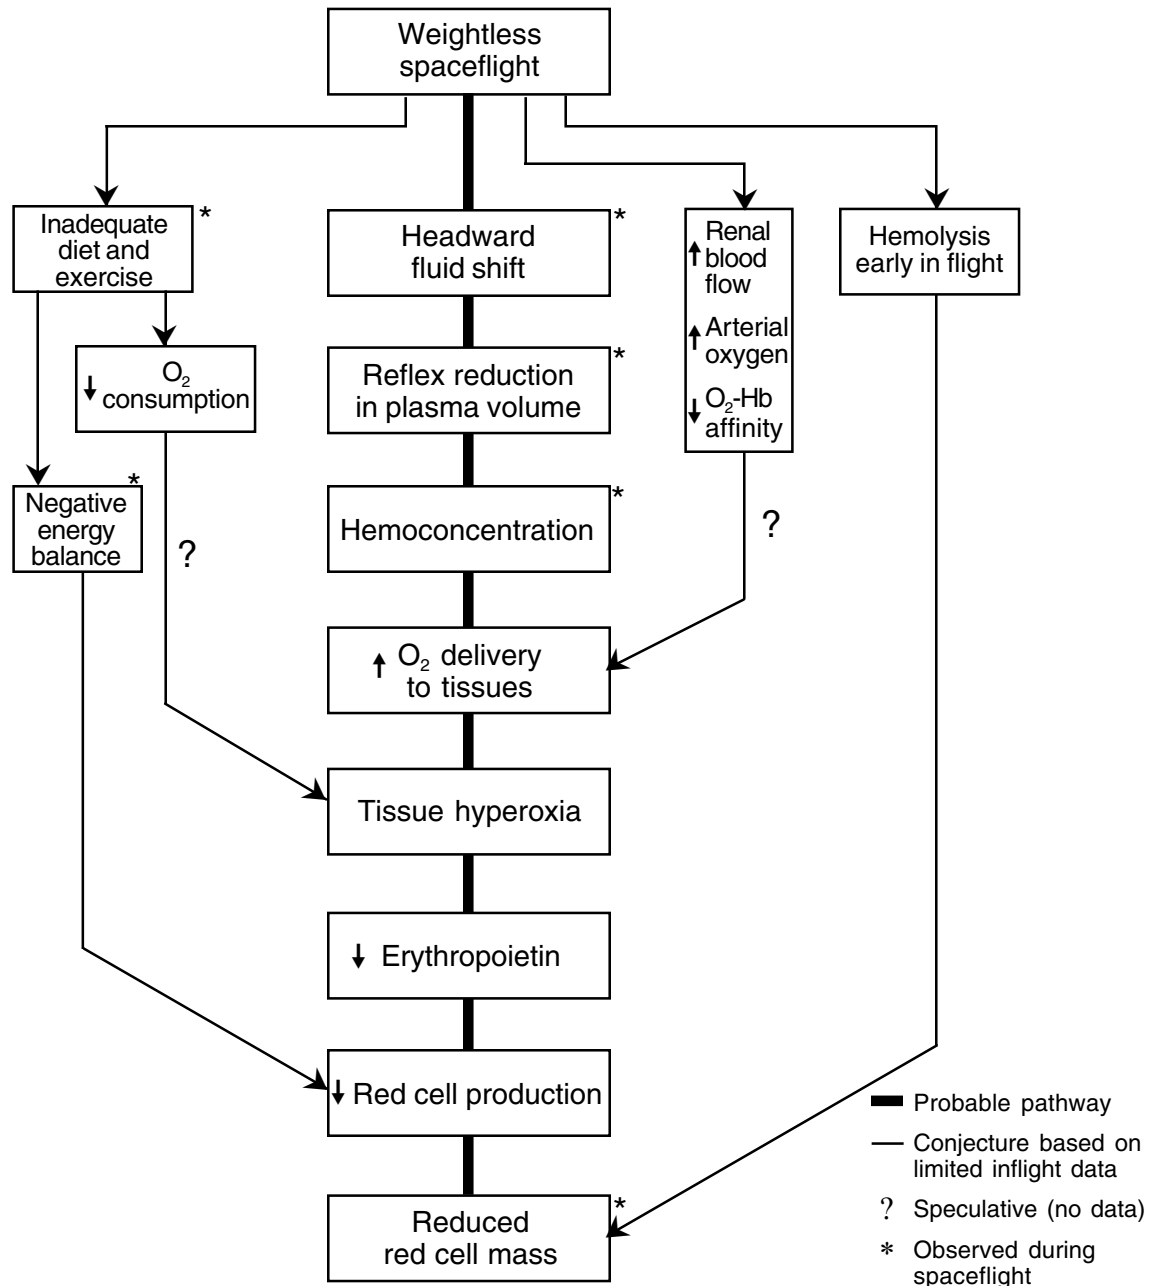 Weightless
spaceflight
Inadequate
diet and
exercise
*
Headward
fluid shift
*
↑ Renal
blood
flow
↑ Arterial
oxygen
↓ O₂-Hb
affinity
Hemolysis
early in flight
↓ O₂
consumption
Reflex reduction
in plasma volume
*
Negative
energy
balance
*
?
Hemoconcentration
*
?
↑ O₂ delivery
to tissues
Tissue hyperoxia
↓ Erythropoietin
↓ Red cell production
Reduced
red cell mass
*
Probable pathway
Conjecture based on
limited inflight data
? Speculative (no data)
* Observed during
spaceflight